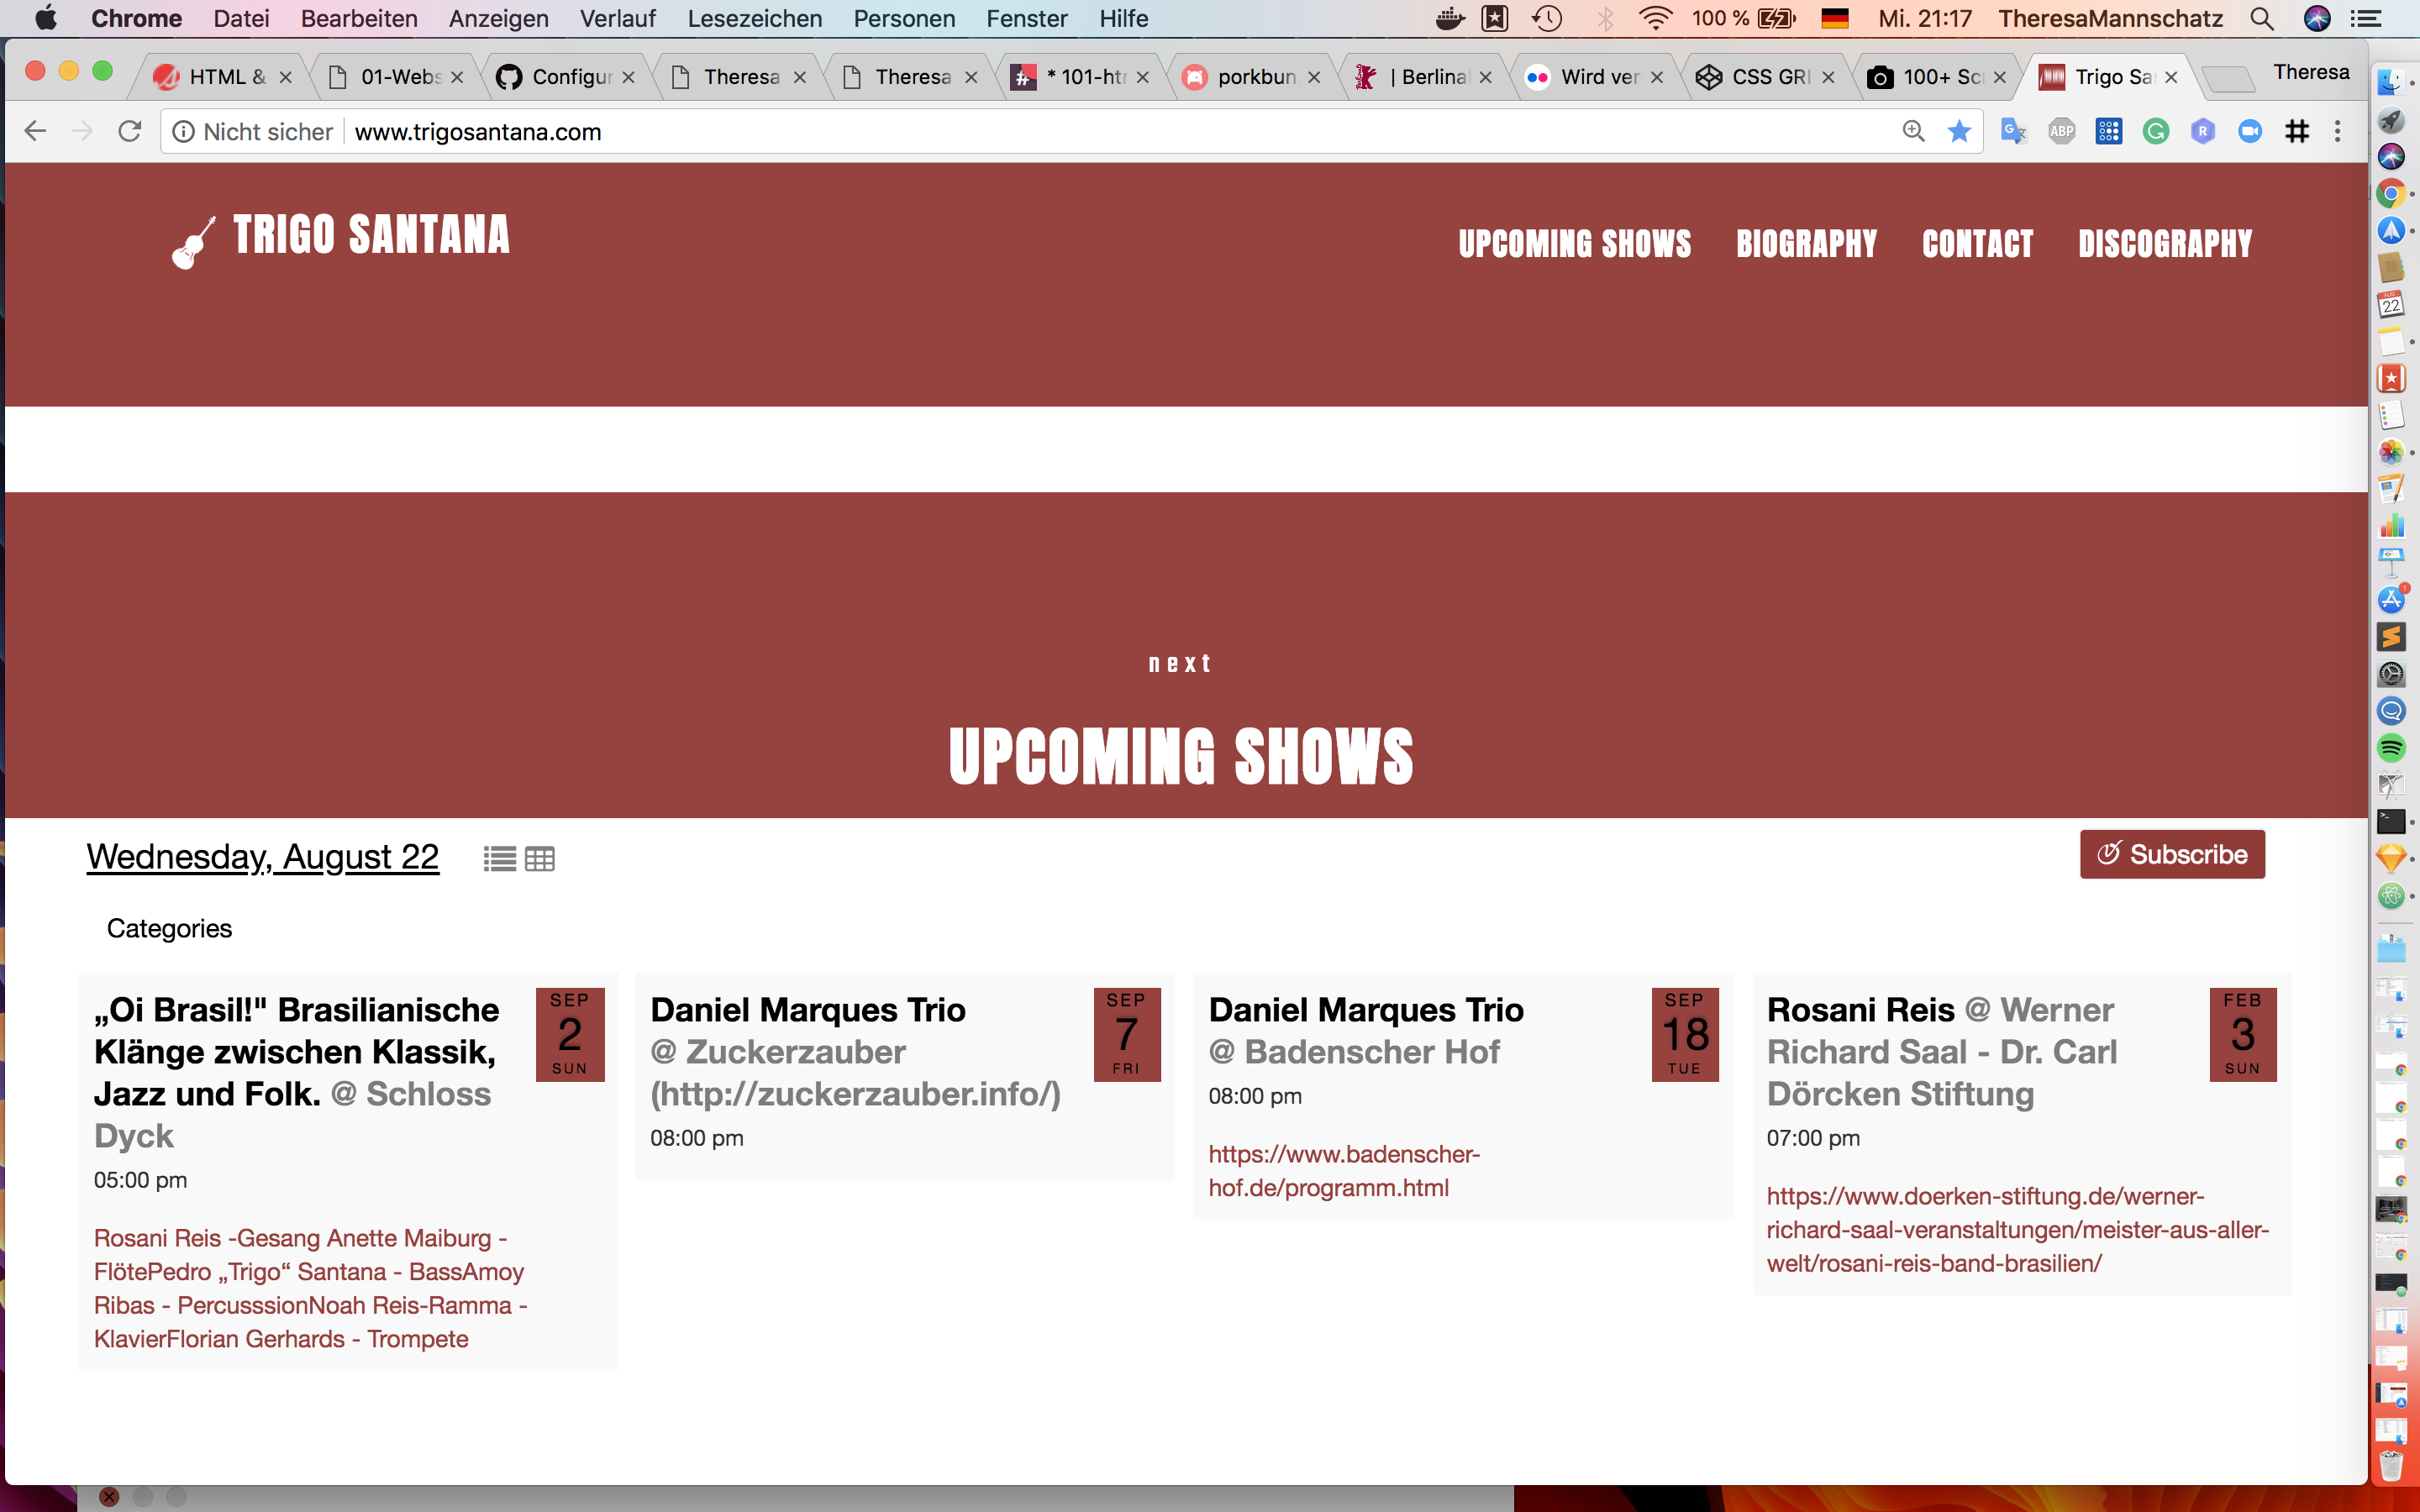 Chrome Datei Bearbeiten Anzeigen Verlauf Lesezeichen Personen Fenster Hilfe 100 % Mi. 21:17 TheresaMannschatz
HTML & 01-Webs Configur Theresa Theresa * 101-htm porkbun | Berlinal Wird ver CSS GRI 100+ Sc Trigo Sa Theresa
Nicht sicher www.trigosantana.com ABP
TRIGO SANTANA
UPCOMING SHOWS BIOGRAPHY CONTACT DISCOGRAPHY
next
UPCOMING SHOWS
Wednesday, August 22
Subscribe
Categories
„Oi Brasil!" Brasilianische
Klänge zwischen Klassik,
Jazz und Folk. @ Schloss
Dyck
05:00 pm
Rosani Reis -Gesang Anette Maiburg -
FlötePedro „Trigo“ Santana - BassAmoy
Ribas - PercusssionNoah Reis-Ramma -
KlavierFlorian Gerhards - Trompete
SEP
2
SUN
Daniel Marques Trio
@ Zuckerzauber
(http://zuckerzauber.info/)
08:00 pm
SEP
7
FRI
Daniel Marques Trio
@ Badenscher Hof
08:00 pm
https://www.badenscher-
hof.de/programm.html
SEP
18
TUE
Rosani Reis @ Werner
Richard Saal - Dr. Carl
Dörcken Stiftung
07:00 pm
https://www.doerken-stiftung.de/werner-
richard-saal-veranstaltungen/meister-aus-aller-
welt/rosani-reis-band-brasilien/
FEB
3
SUN
AUG
22